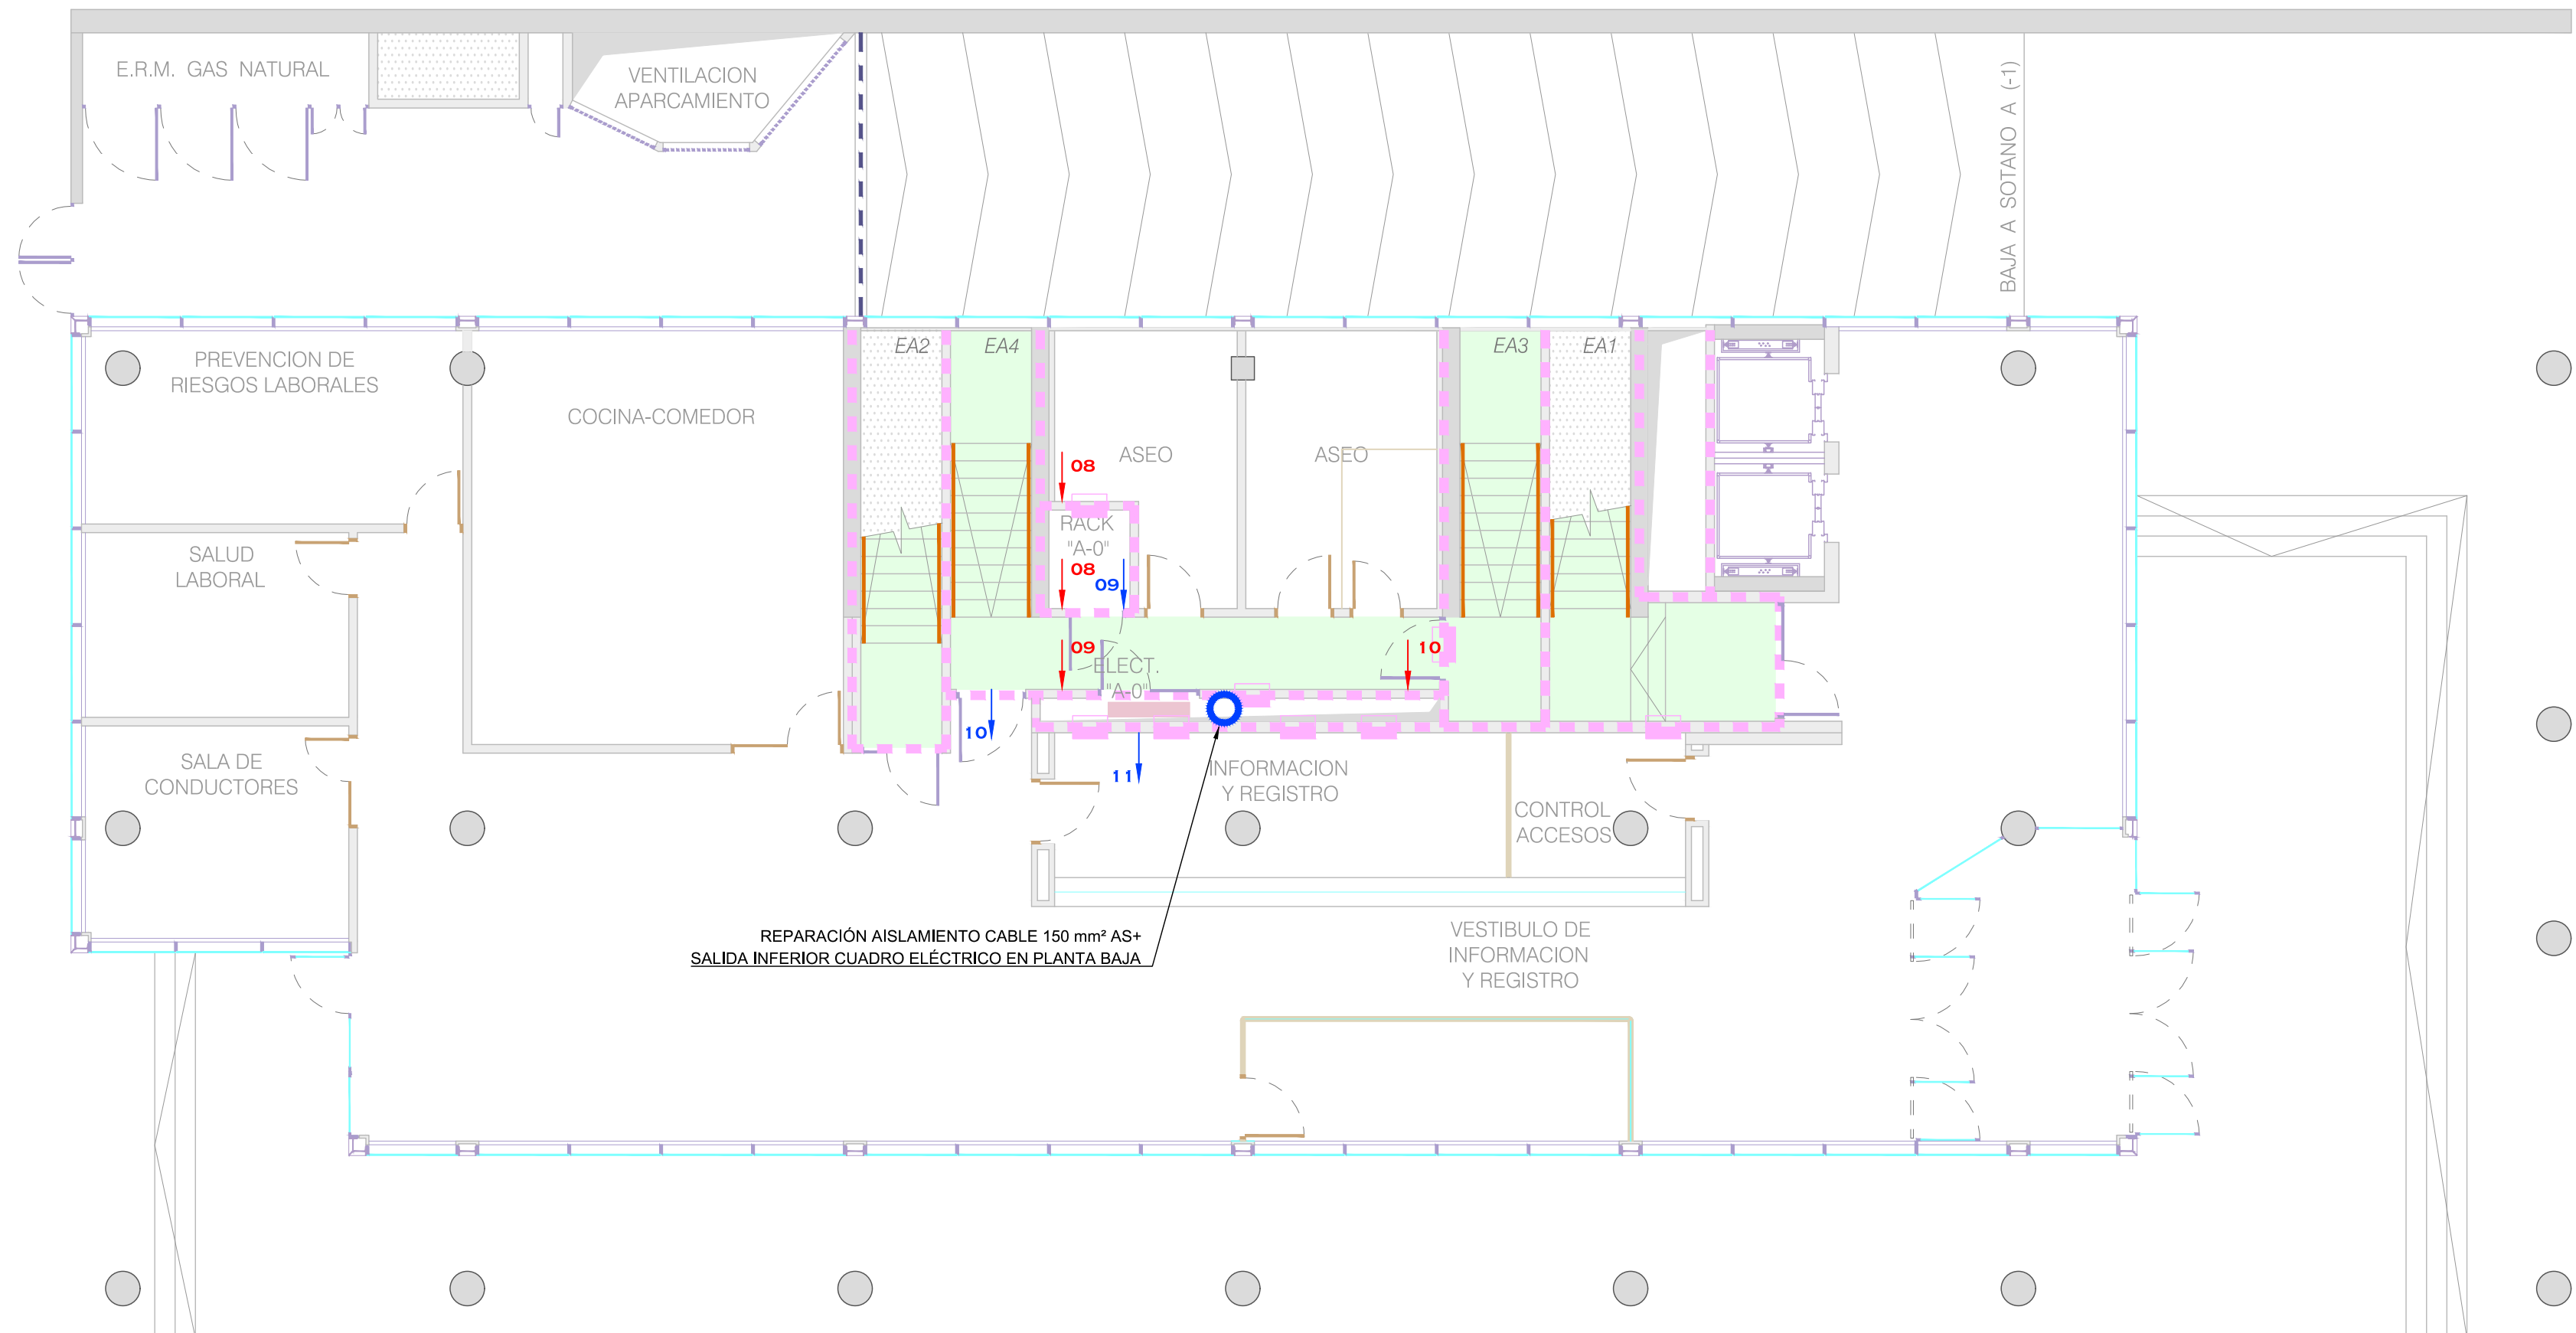 E.R.M. GAS NATURAL
VENTILACION
APARCAMIENTO
BAJA A SOTANO A (-1)
PREVENCION DE
RIESGOS LABORALES
COCINA-COMEDOR
EA2
EA4
EA3
EA1
ASEO
ASEO
08
RACK
"A-0"
08
09
SALUD
LABORAL
09
10
ELECT.
"A-0"
10
11
SALA DE
CONDUCTORES
INFORMACION
Y REGISTRO
CONTROL
ACCESOS
REPARACIÓN AISLAMIENTO CABLE 150 mm² AS+
SALIDA INFERIOR CUADRO ELÉCTRICO EN PLANTA BAJA
VESTIBULO DE
INFORMACION
Y REGISTRO